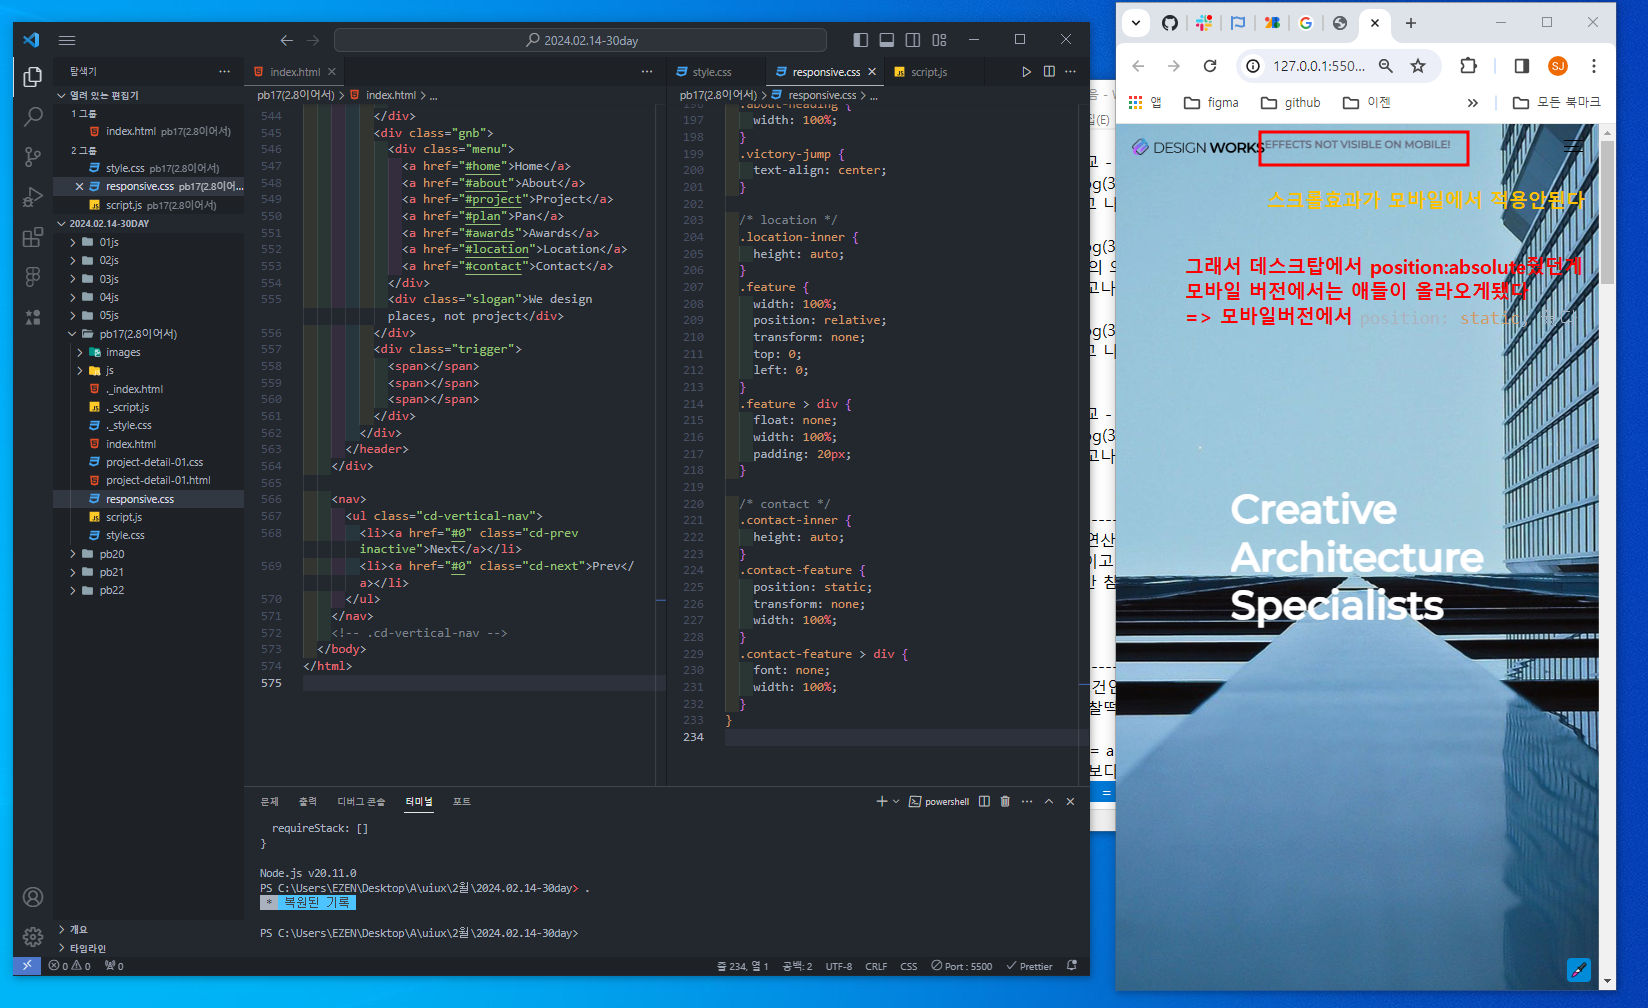 2024.02.14-30day
탐색기
열려 있는 편집기
1 그룹
index.html pb17(2.8이어서)
2 그룹
style.css pb17(2.8이어서)
responsive.css pb17(2.8이어...
script.js pb17(2.8이어서)
2024.02.14-30DAY
01js
02js
03js
04js
05js
pb17(2.8이어서)
images
js
._index.html
._script.js
._style.css
index.html
project-detail-01.css
project-detail-01.html
responsive.css
script.js
style.css
pb20
pb21
pb22
개요
타임라인
index.html
pb17(2.8이어서) > index.html > ...
544 </div>
545 <div class="gnb">
546 <div class="menu">
547 <a href="#home">Home</a>
548 <a href="#about">About</a>
549 <a href="#project">Project</a>
550 <a href="#plan">Pan</a>
551 <a href="#awards">Awards</a>
552 <a href="#location">Location</a>
553 <a href="#contact">Contact</a>
554 </div>
555 <div class="slogan">We design
places, not project</div>
556 </div>
557 <div class="trigger">
558 <span></span>
559 <span></span>
560 <span></span>
561 </div>
562 </div>
563 </header>
564 </div>
565
566 <nav>
567 <ul class="cd-vertical-nav">
568 <li><a href="#0" class="cd-prev
inactive">Next</a></li>
569 <li><a href="#0" class="cd-next">Prev</
a></li>
570 </ul>
571 </nav>
572 <!-- .cd-vertical-nav -->
573 </body>
574 </html>
575
style.css responsive.css script.js
pb17(2.8이어서) > responsive.css > ...
196 .about-heading {
197 width: 100%;
198 }
199 .victory-jump {
200 text-align: center;
201 }
202
203 /* location */
204 .location-inner {
205 height: auto;
206 }
207 .feature {
208 width: 100%;
209 position: relative;
210 transform: none;
211 top: 0;
212 left: 0;
213 }
214 .feature > div {
215 float: none;
216 width: 100%;
217 padding: 20px;
218 }
219
220 /* contact */
221 .contact-inner {
222 height: auto;
223 }
224 .contact-feature {
225 position: static;
226 transform: none;
227 width: 100%;
228 }
229 .contact-feature > div {
230 font: none;
231 width: 100%;
232 }
233 }
234
문제 출력 디버그 콘솔 터미널 포트
powershell
requireStack: []
}
Node.js v20.11.0
PS C:\Users\EZEN\Desktop\A\uiux\2월\2024.02.14-30day> .
* 복원된 기록
PS C:\Users\EZEN\Desktop\A\uiux\2월\2024.02.14-30day>
0 0 0
줄 234, 열 1 공백: 2 UTF-8 CRLF CSS Port : 5500 Prettier
127.0.0.1:550...
SJ
앱 figma github 이젠 » 모든 북마크
DESIGN WORKS
EFFECTS NOT VISIBLE ON MOBILE!
스크롤효과가 모바일에서 적용안된다
그래서 데스크탑에서 position:absolute줬던게
모바일 버전에서는 애들이 올라오게됐다
=> 모바일버전에서 position: static;
Creative
Architecture
Specialists